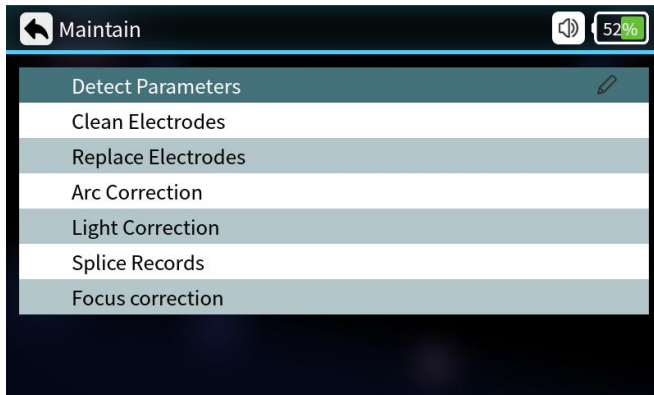 Maintain
52%
Detect Parameters
Clean Electrodes
Replace Electrodes
Arc Correction
Light Correction
Splice Records
Focus correction